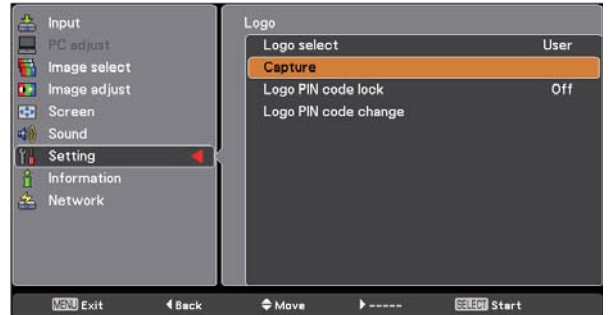 Input
PC adjust
Image select
Image adjust
Screen
Sound
Setting
Information
Network
Logo
Logo select User
Capture
Logo PIN code lock Off
Logo PIN code change
MENU Exit Back Move ----- SELECT Start